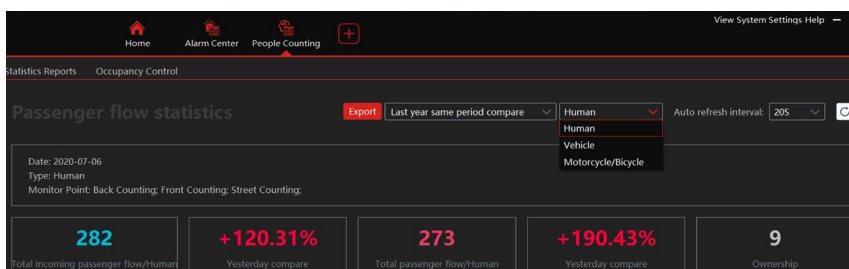 View System Settings Help
Home Alarm Center People Counting
Statistics Reports Occupancy Control
Passenger flow statistics Export Last year same period compare Human Auto refresh interval: 20S
Human
Vehicle
Motorcycle/Bicycle
Date: 2020-07-06
Type: Human
Monitor Point: Back Counting; Front Counting; Street Counting;
282 +120.31% 273 +190.43% 9
Total incoming passenger flow/Human Yesterday compare Total passenger flow/Human Yesterday compare Ownership